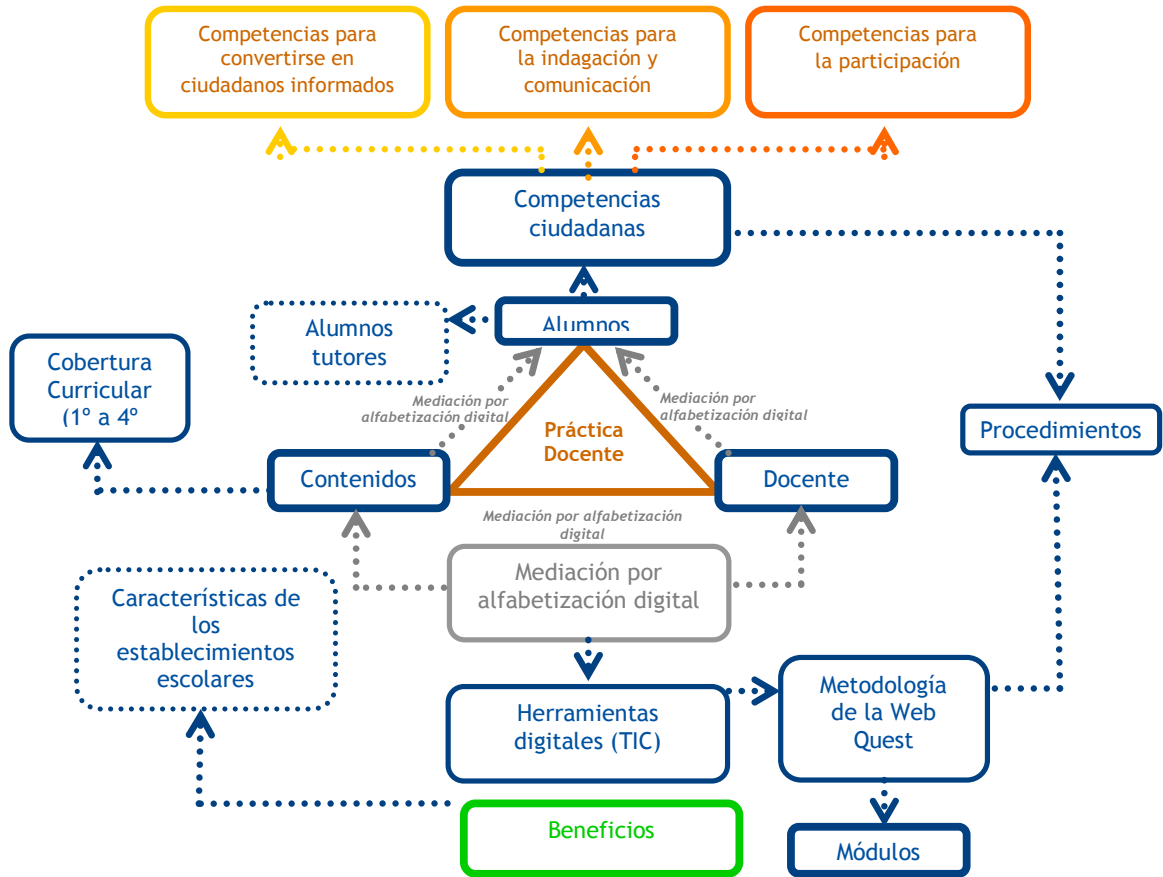 Competencias para
convertirse en
ciudadanos informados
Competencias para
la indagación y
comunicación
Competencias para
la participación
Competencias
ciudadanas
Alumnos
tutores
Alumnos
Cobertura
Curricular
(1º a 4º
Mediación por
alfabetización digital
Mediación por
alfabetización digital
Práctica
Docente
Procedimientos
Contenidos
Docente
Mediación por alfabetización
digital
Mediación por
alfabetización digital
Características de
los
establecimientos
escolares
Herramientas
digitales (TIC)
Metodología
de la Web
Quest
Beneficios
Módulos